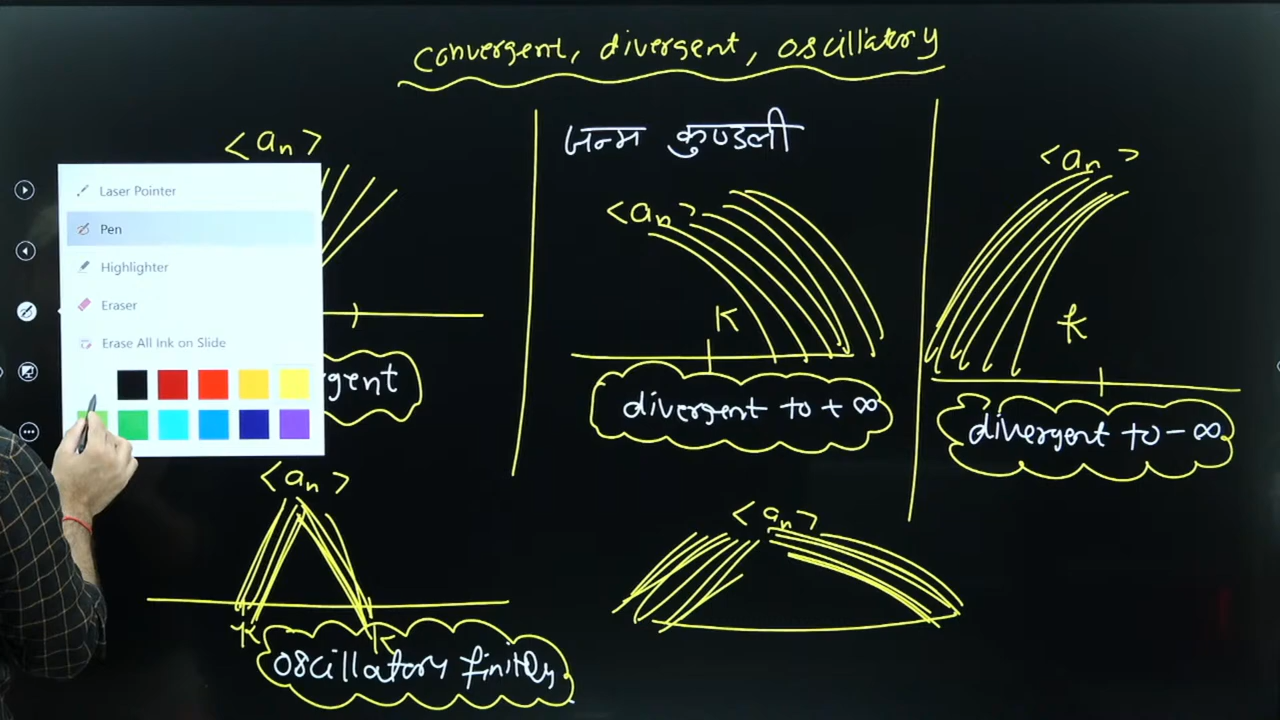 convergent, divergent, oscillatory
जन्म कुण्डली
<an>
<an>
<an>
Laser Pointer
Pen
Highlighter
Eraser
Erase All Ink on Slide
K
K
gent
divergent to + ∞
divergent to - ∞
<an>
<an>
K
K
oscillatory finitely